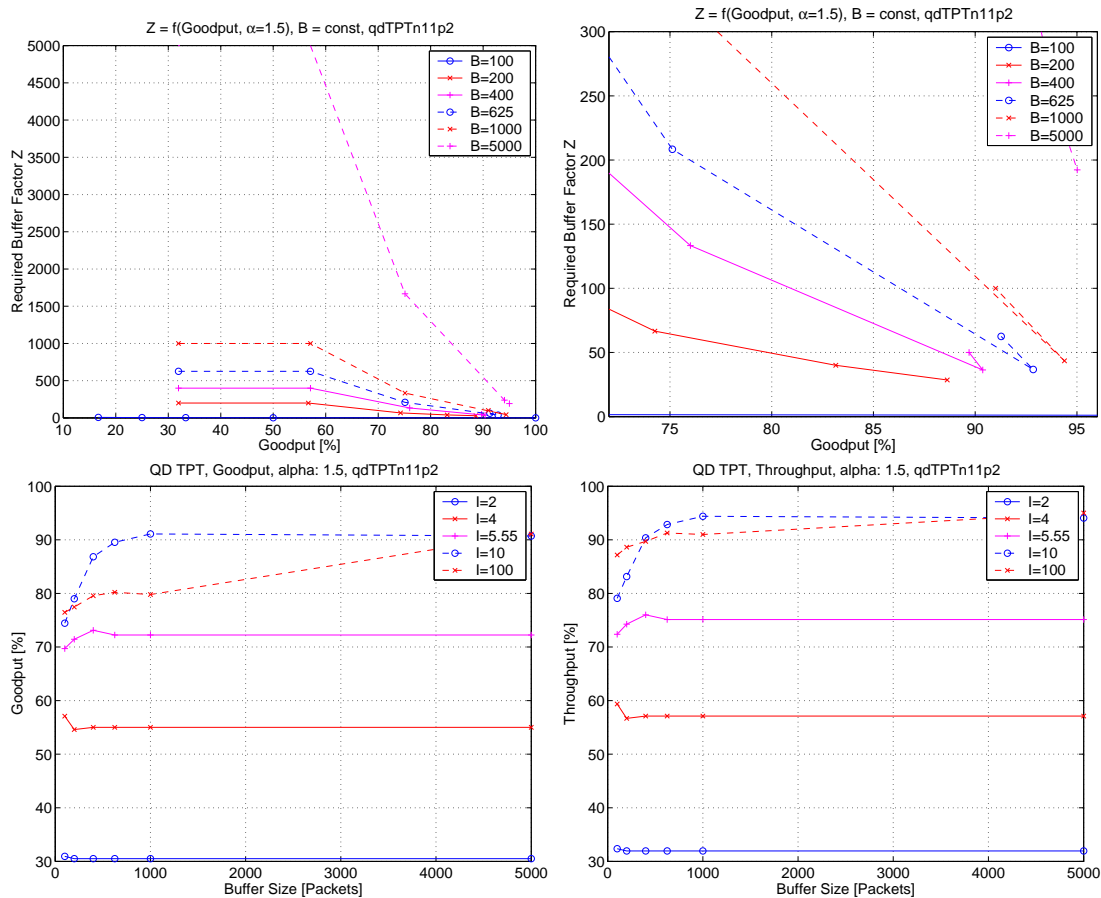 Z = f(Goodput, α=1.5), B = const, qdTPTn11p2
Required Buffer Factor Z
5000
4500
4000
3500
3000
2500
2000
1500
1000
500
0
10 20 30 40 50 60 70 80 90 100
Goodput [%]
B=100
B=200
B=400
B=625
B=1000
B=5000
Z = f(Goodput, α=1.5), B = const, qdTPTn11p2
Required Buffer Factor Z
300
250
200
150
100
50
0
75 80 85 90 95
Goodput [%]
B=100
B=200
B=400
B=625
B=1000
B=5000
QD TPT, Goodput, alpha: 1.5, qdTPTn11p2
Goodput [%]
100
90
80
70
60
50
40
30
0 1000 2000 3000 4000 5000
Buffer Size [Packets]
I=2
I=4
I=5.55
I=10
I=100
QD TPT, Throughput, alpha: 1.5, qdTPTn11p2
Throughput [%]
100
90
80
70
60
50
40
30
0 1000 2000 3000 4000 5000
Buffer Size [Packets]
I=2
I=4
I=5.55
I=10
I=100